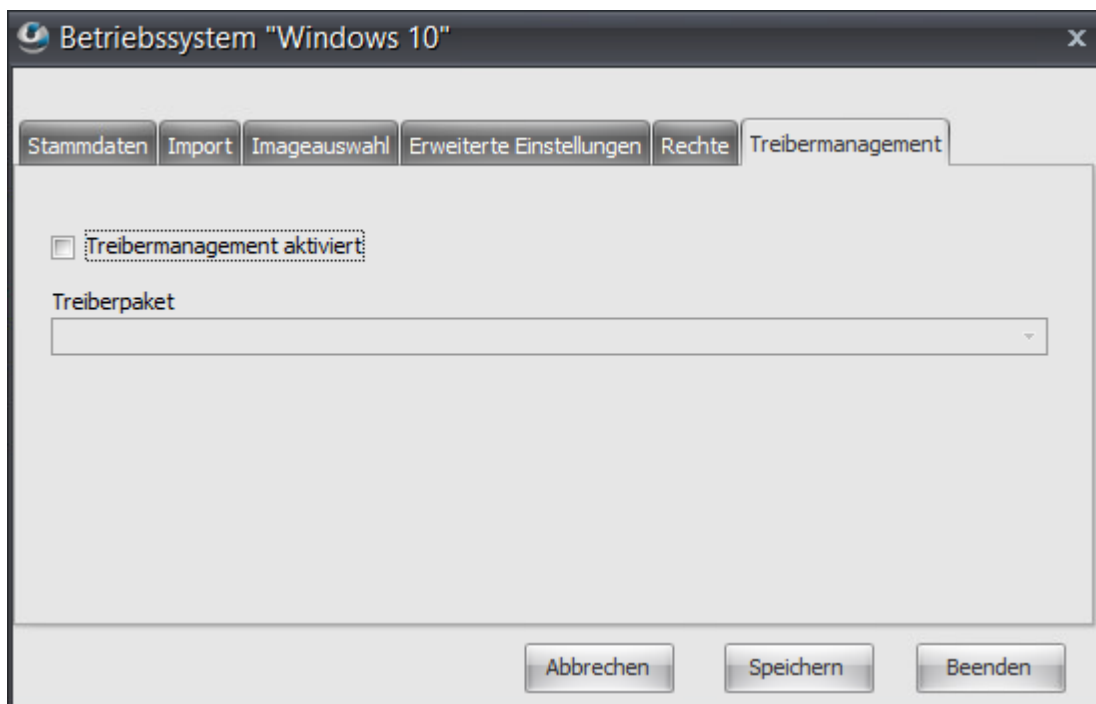 Betriebssystem "Windows 10"
Stammdaten Import Imageauswahl Erweiterte Einstellungen Rechte Treibermanagement
Treibermanagement aktiviert
Treiberpaket
Abbrechen Speichern Beenden